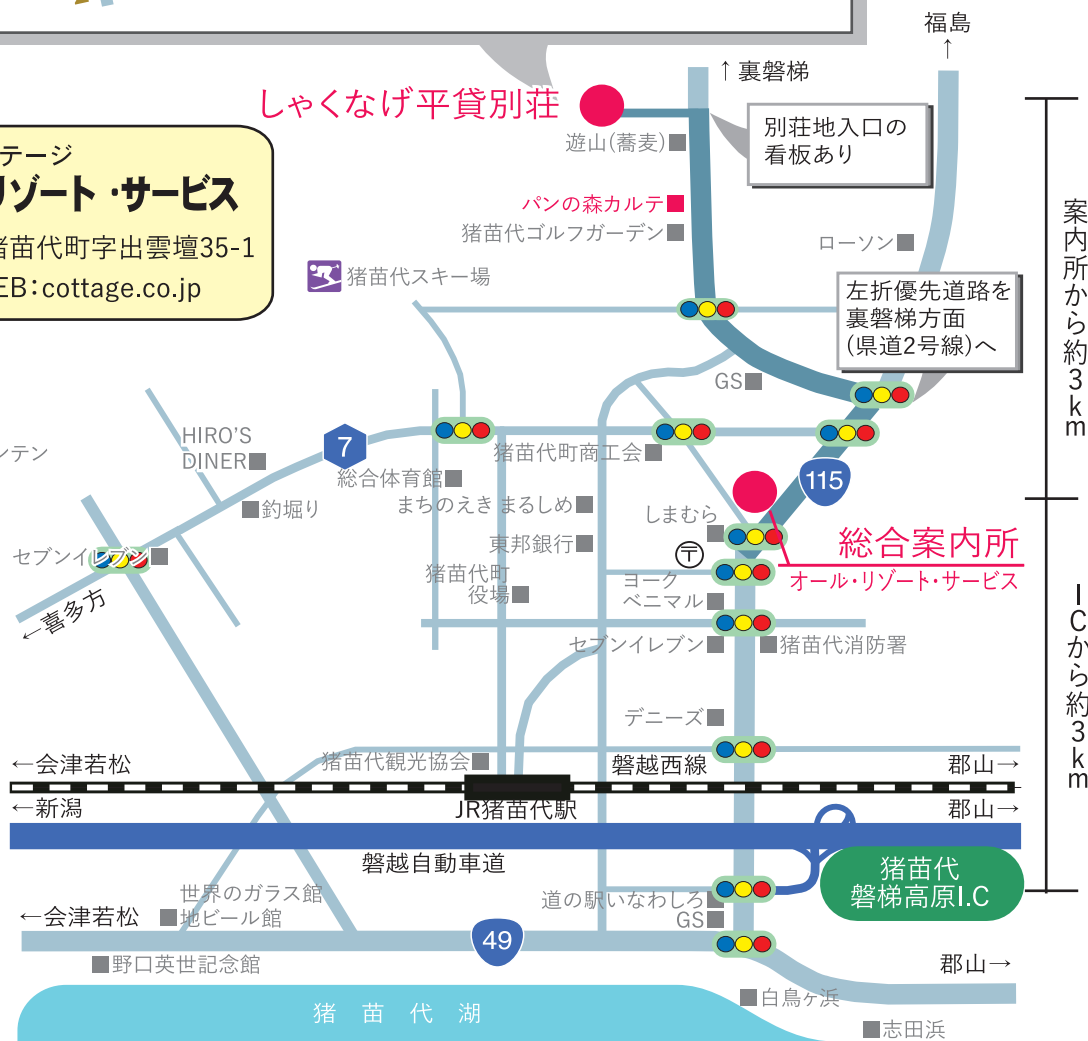 福島
↑
↑裏磐梯
しゃくなげ平貸別荘
遊山(蕎麦)
別荘地入口の
看板あり
テージ
リゾート・サービス
猪苗代町字出雲壇35-1
EB：cottage.co.jp
パンの森カルテ
猪苗代ゴルフガーデン
ローソン
猪苗代スキー場
案内所から約3km
左折優先道路を
裏磐梯方面
(県道2号線)へ
GS
HIRO'S
DINER
7
猪苗代町商工会
ンテン
総合体育館
115
釣堀り
まちのえき まるしめ
しまむら
東邦銀行
〒
総合案内所
オール・リゾート・サービス
セブンイレブン
猪苗代町
役場
ヨーク
ベニマル
←喜多方
セブンイレブン
猪苗代消防署
ICから約3km
デニーズ
猪苗代観光協会
←会津若松
磐越西線
郡山→
←新潟
JR猪苗代駅
郡山→
磐越自動車道
猪苗代
磐梯高原I.C
世界のガラス館
地ビール館
道の駅いなわしろ
GS
←会津若松
49
野口英世記念館
郡山→
白鳥ヶ浜
猪苗代湖
志田浜